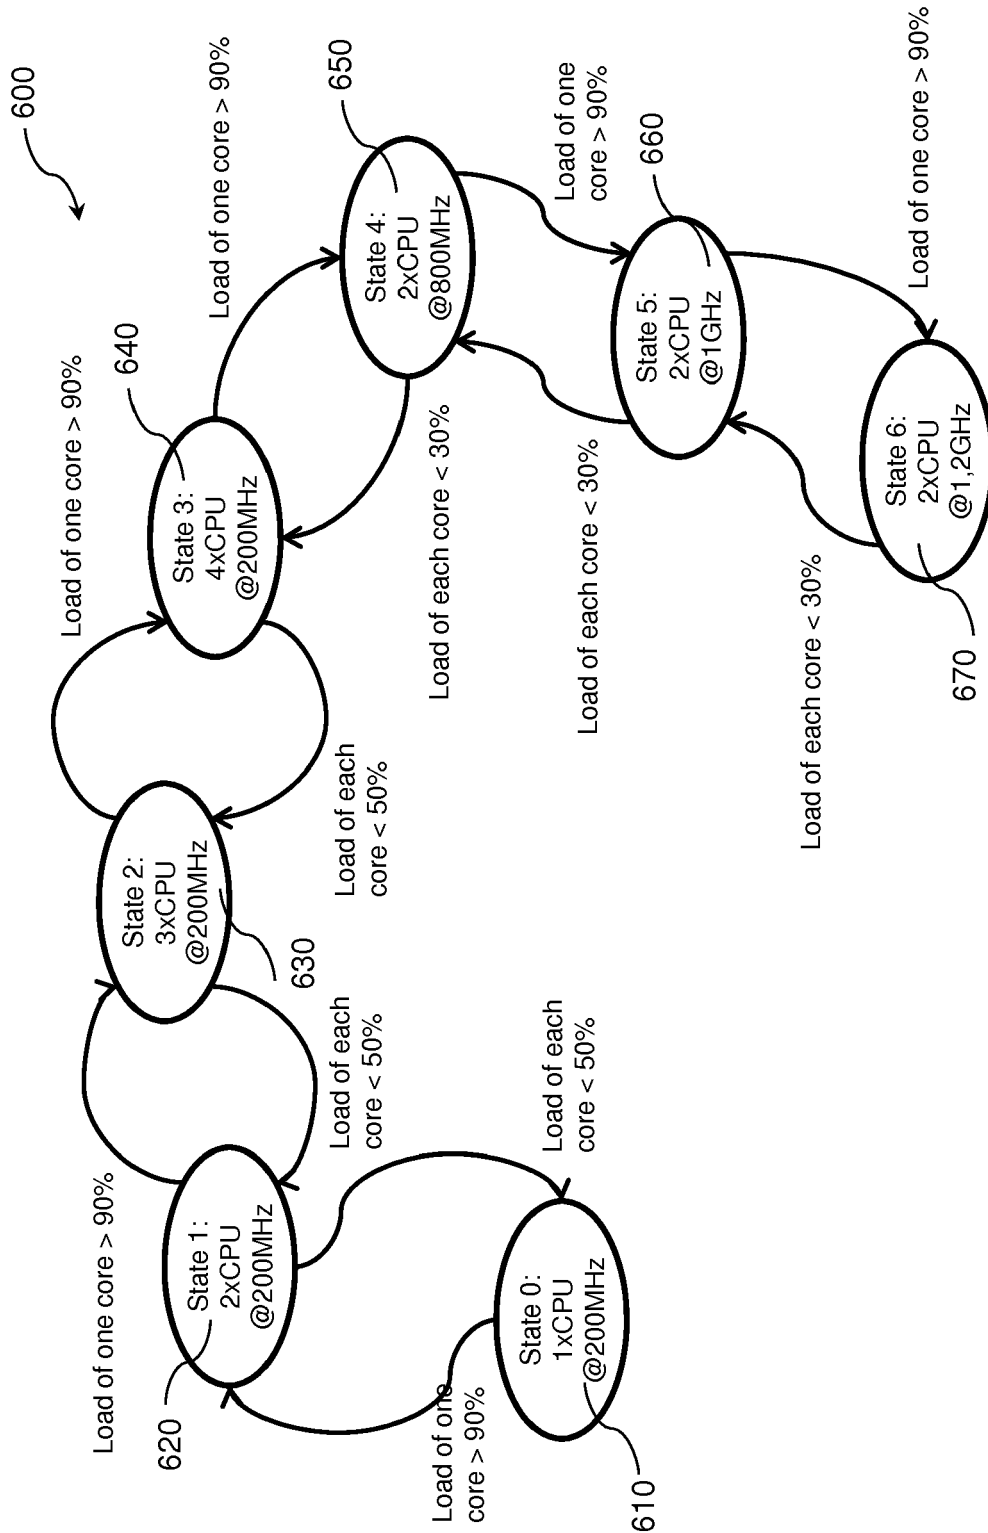 600
Load of one core > 90%
640
State 3:
4xCPU
@200MHz
Load of one core > 90%
650
State 4:
2xCPU
@800MHz
Load of each core < 30%
Load of one
core > 90%
660
State 5:
2xCPU
@1GHz
Load of each core < 30%
Load of one core > 90%
State 6:
2xCPU
@1,2GHz
670
Load of each core < 30%
State 2:
3xCPU
@200MHz
630
Load of each
core < 50%
Load of one core > 90%
620
State 1:
2xCPU
@200MHz
Load of each
core < 50%
Load of each
core < 50%
State 0:
1xCPU
@200MHz
Load of one
core > 90%
610